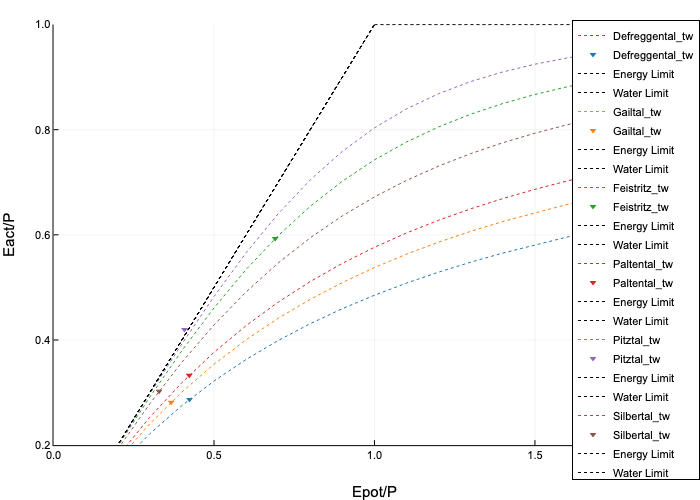 1.0
0.8
0.6
0.4
0.2
Eact/P
0.0
0.5
1.0
1.5
Epot/P
Defreggental_tw
Defreggental_tw
Energy Limit
Water Limit
Gailtal_tw
Gailtal_tw
Energy Limit
Water Limit
Feistritz_tw
Feistritz_tw
Energy Limit
Water Limit
Paltental_tw
Paltental_tw
Energy Limit
Water Limit
Pitztal_tw
Pitztal_tw
Energy Limit
Water Limit
Silbertal_tw
Silbertal_tw
Energy Limit
Water Limit